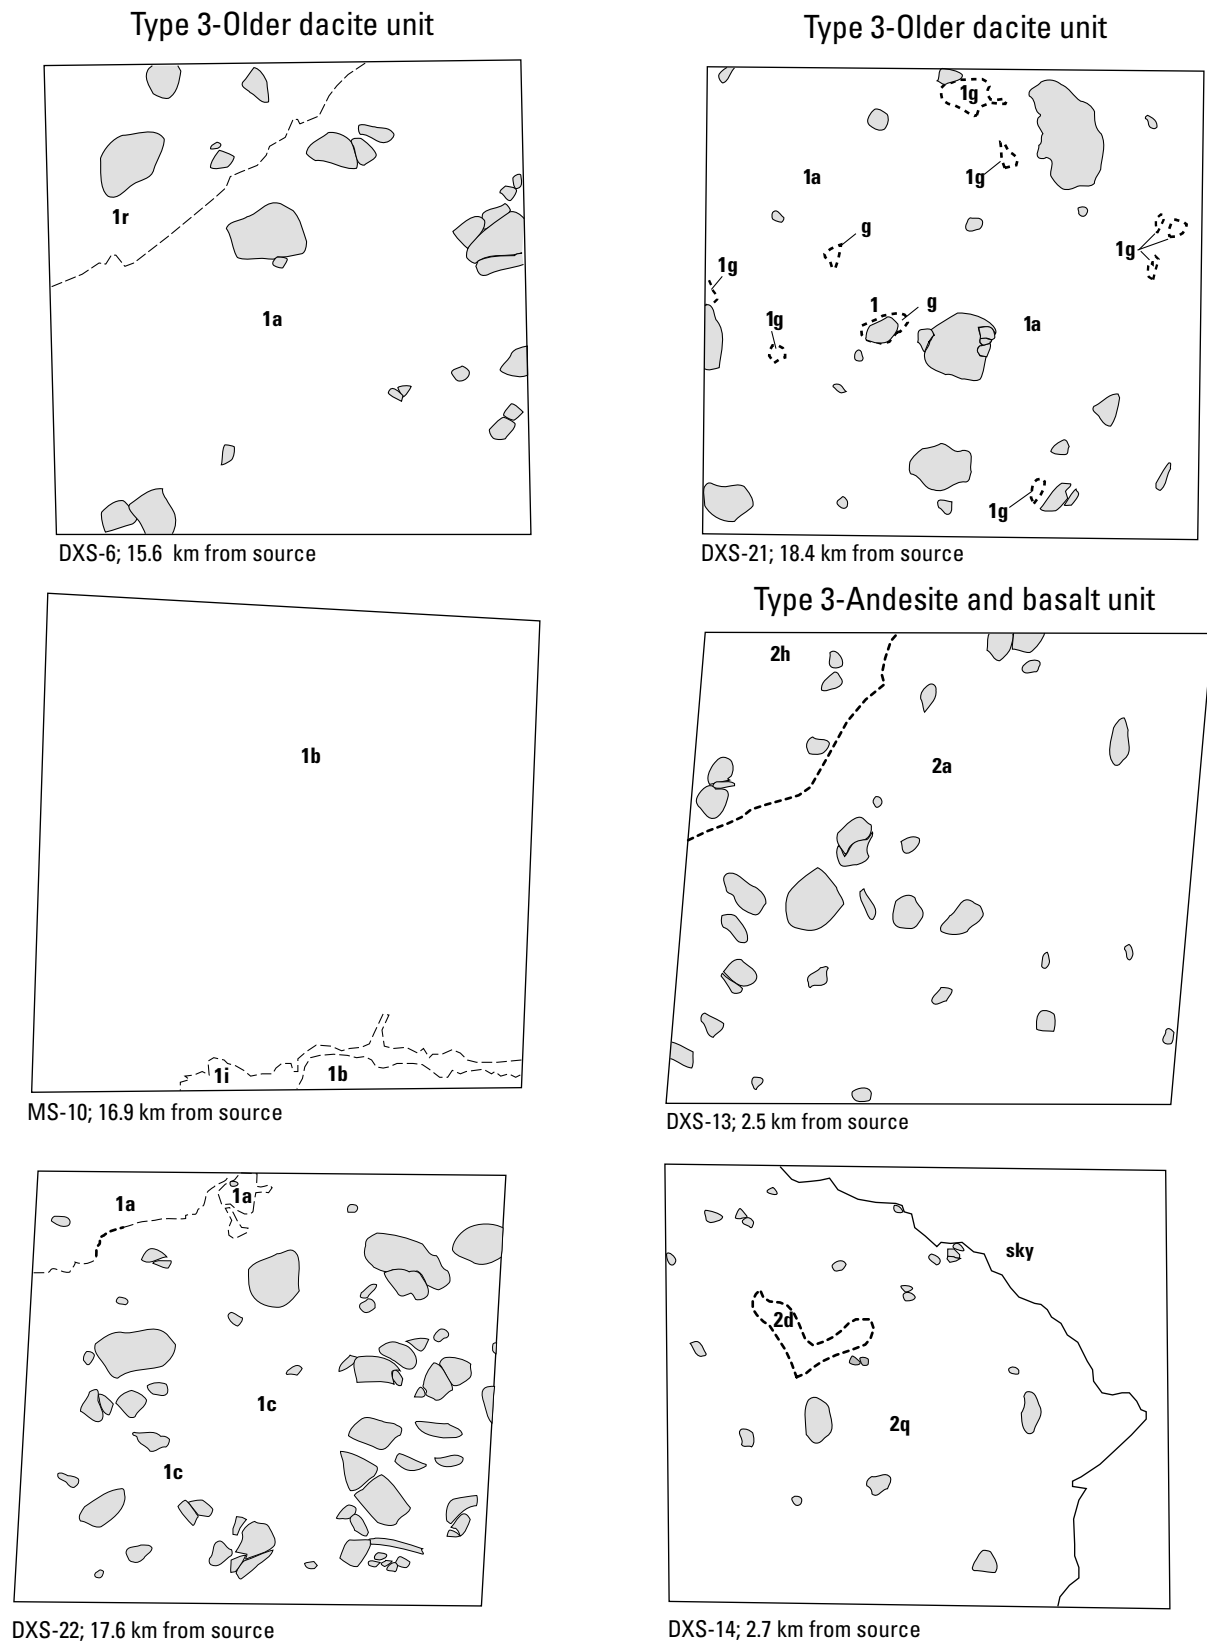 Type 3-Older dacite unit
1r
1a
DXS-6; 15.6 km from source
1b
1i
1b
MS-10; 16.9 km from source
1a
1a
1c
1c
DXS-22; 17.6 km from source
Type 3-Older dacite unit
1g
1a
1g
g
1g
1g
1
g
1g
1a
1g
DXS-21; 18.4 km from source
Type 3-Andesite and basalt unit
2h
2a
DXS-13; 2.5 km from source
sky
2d
2q
DXS-14; 2.7 km from source